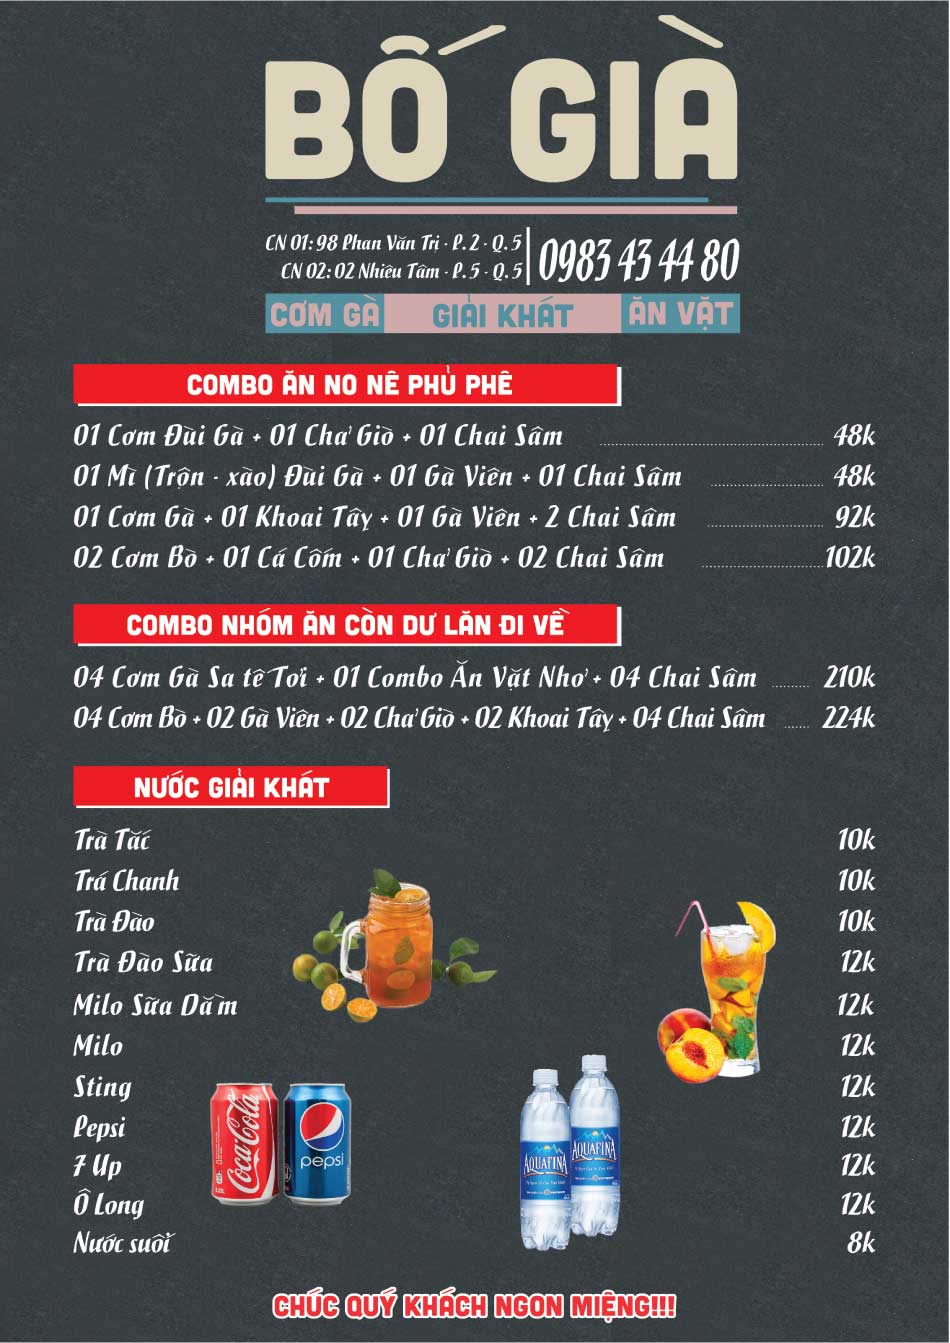 BỐ GIÀ
CN 01: 98 Phan Văn Trị - P. 2 - Q. 5
CN 02: 02 Nhiêu Tâm - P. 5 - Q. 5
0983 43 44 80
CƠM GÀ GIẢI KHÁT ĂN VẶT
COMBO ĂN NO NÊ PHỦ PHÊ
01 Cơm Đùi Gà + 01 Chả Giò + 01 Chai Sâm 48k
01 Mì (Trộn - xào) Đùi Gà + 01 Gà Viên + 01 Chai Sâm 48k
01 Cơm Gà + 01 Khoai Tây + 01 Gà Viên + 2 Chai Sâm 92k
02 Cơm Bò + 01 Cá Cốm + 01 Chả Giò + 02 Chai Sâm 102k
COMBO NHÓM ĂN CÒN DƯ LĂN ĐI VỀ
04 Cơm Gà Sa tê Tơi + 01 Combo Ăn Vặt Nhỏ + 04 Chai Sâm 210k
04 Cơm Bò + 02 Gà Viên + 02 Chả Giò + 02 Khoai Tây + 04 Chai Sâm 224k
NƯỚC GIẢI KHÁT
Trà Tắc 10k
Trá Chanh 10k
Trà Đào 10k
Trà Đào Sữa 12k
Milo Sữa Dầm 12k
Milo 12k
Sting 12k
Pepsi 12k
7 Up 12k
Ô Long 12k
Nước suối 8k
Coca-Cola
pepsi
AQUAFINA
AQUAFINA
CHÚC QUÝ KHÁCH NGON MIỆNG!!!